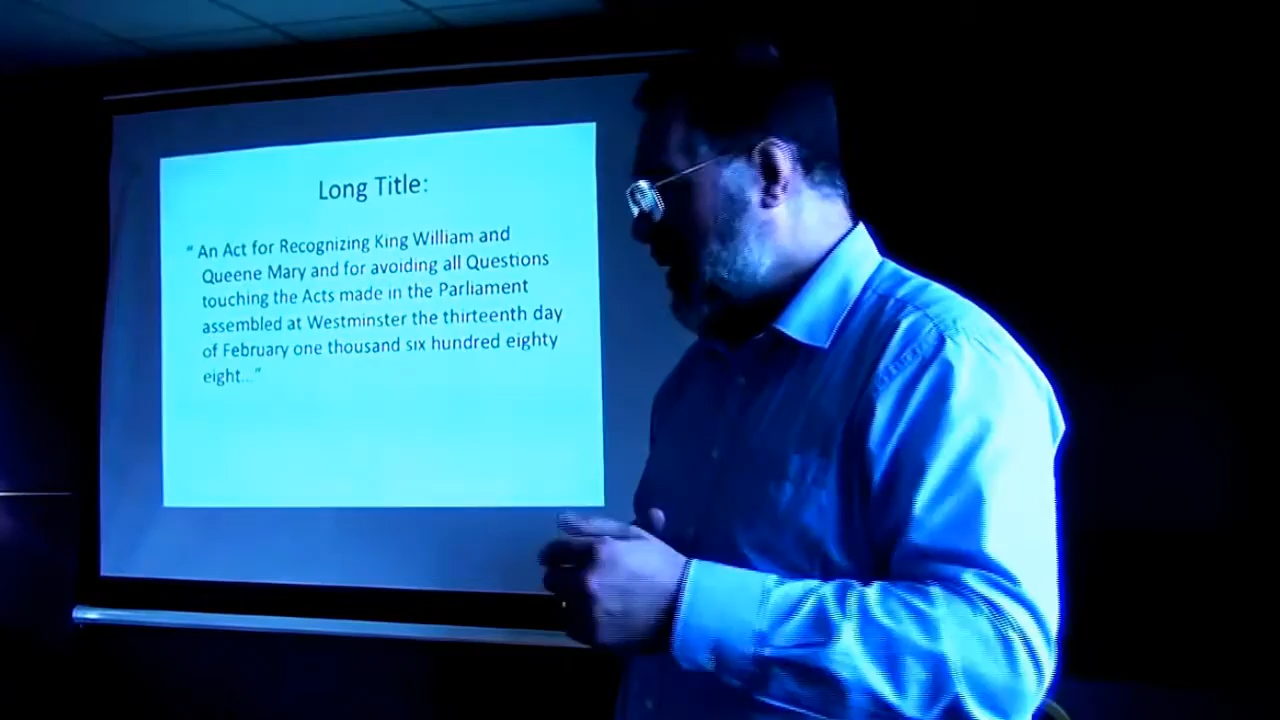 Long Title:
“ An Act for Recognizing King William and
Queene Mary and for avoiding all Questions
touching the Acts made in the Parliament
assembled at Westminster the thirteenth day
of February one thousand six hundred eighty
eight...”